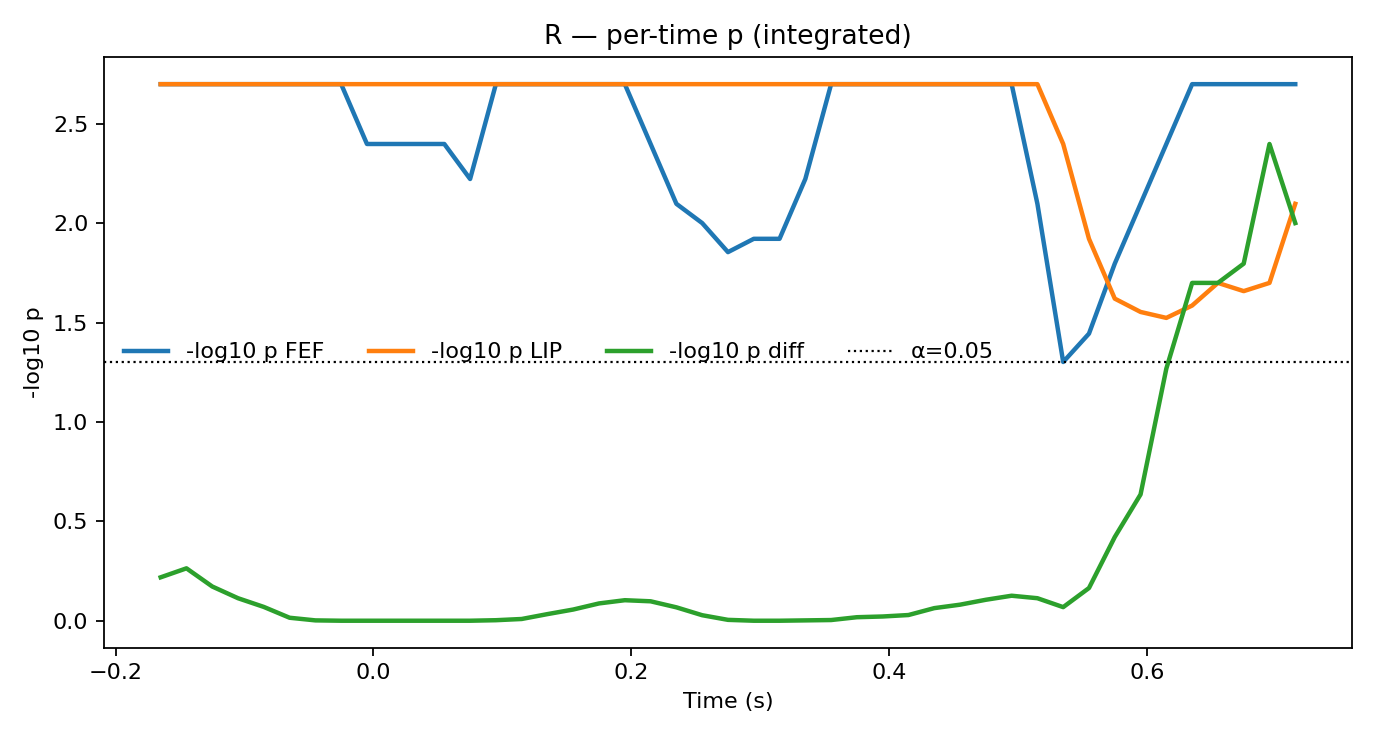 R — per-time p (integrated)
-log10 p
2.5
2.0
1.5
1.0
0.5
0.0
-log10 p FEF -log10 p LIP -log10 p diff α=0.05
−0.2 0.0 0.2 0.4 0.6
Time (s)